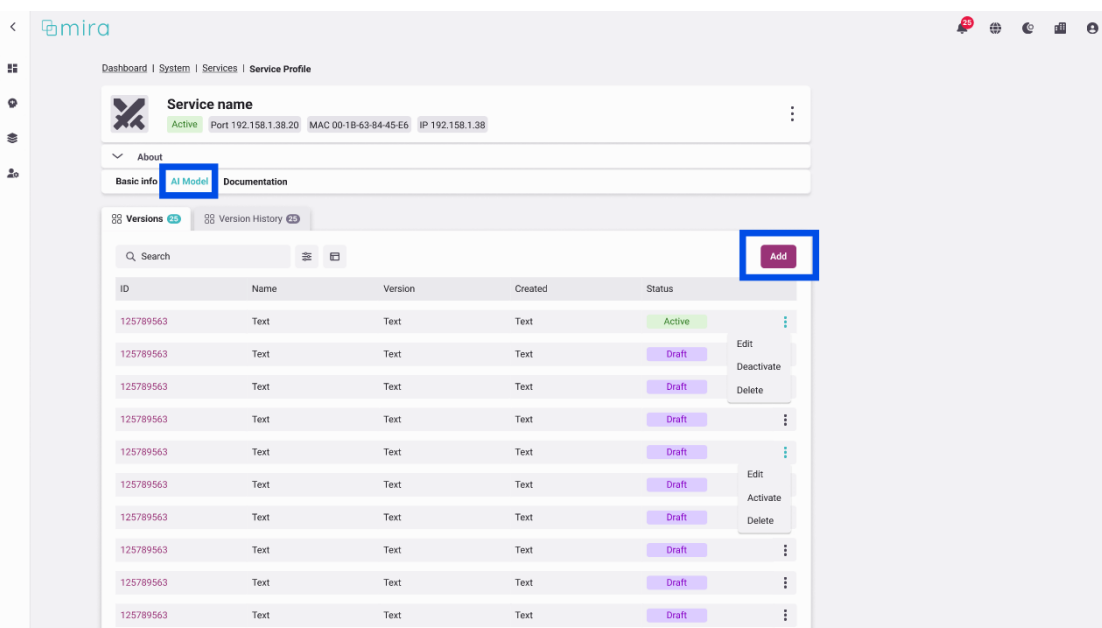 mira
25
Dashboard | System | Services | Service Profile
Service name
Active Port 192.158.1.38.20 MAC 00-1B-63-84-45-E6 IP 192.158.1.38
About
Basic info AI Model Documentation
Versions 25 Version History 25
Search
Add
ID Name Version Created Status
125789563 Text Text Text Active
Edit
125789563 Text Text Text Draft
Deactivate
125789563 Text Text Text Draft
Delete
125789563 Text Text Text Draft
125789563 Text Text Text Draft
Edit
125789563 Text Text Text Draft
Activate
125789563 Text Text Text Draft
Delete
125789563 Text Text Text Draft
125789563 Text Text Text Draft
125789563 Text Text Text Draft